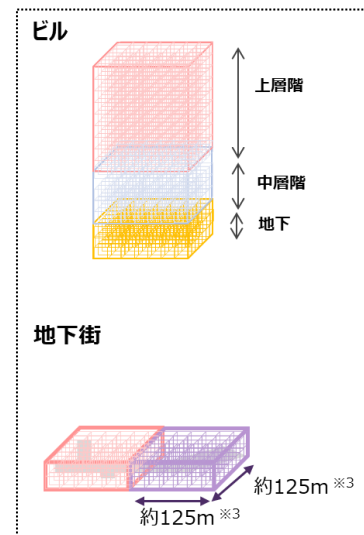 ビル
上層階
中層階
地下
地下街
約125m ※3
約125m ※3